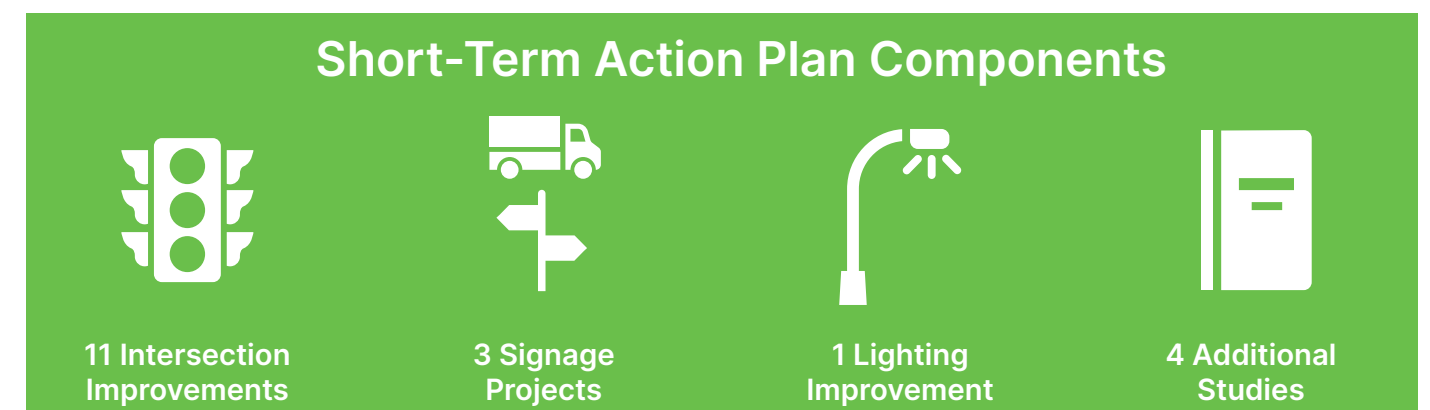 Short-Term Action Plan Components
11 Intersection
Improvements
3 Signage
Projects
1 Lighting
Improvement
4 Additional
Studies